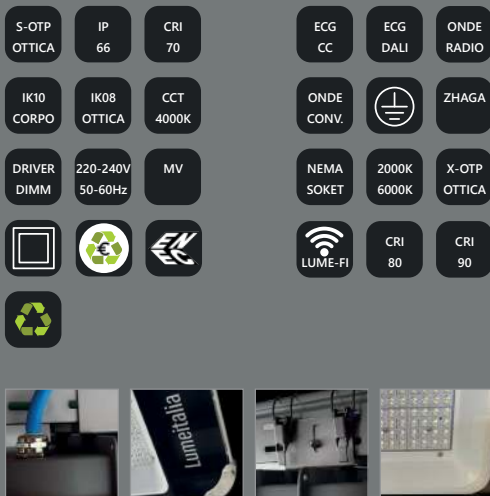 S-OTP
OTTICA
IP
66
CRI
70
ECG
CC
ECG
DALI
ONDE
RADIO
IK10
CORPO
IK08
OTTICA
CCT
4000K
ONDE
CONV.
ZHAGA
DRIVER
DIMM
220-240V
50-60Hz
MV
NEMA
SOKET
2000K
6000K
X-OTP
OTTICA
€
ENEC
LUME-FI
CRI
80
CRI
90
Lumeitalia